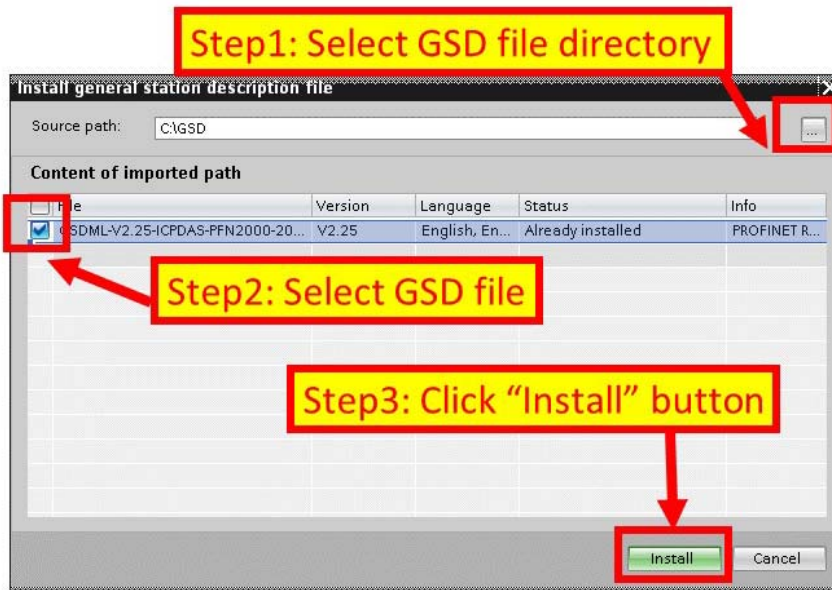 Step1: Select GSD file directory
Install general station description file
X
Source path: C:\GSD ...
Content of imported path
File Version Language Status Info
GSDML-V2.25-ICPDAS-PFN2000-20... V2.25 English, En... Already installed PROFINET R...
Step2: Select GSD file
Step3: Click “Install” button
Install Cancel